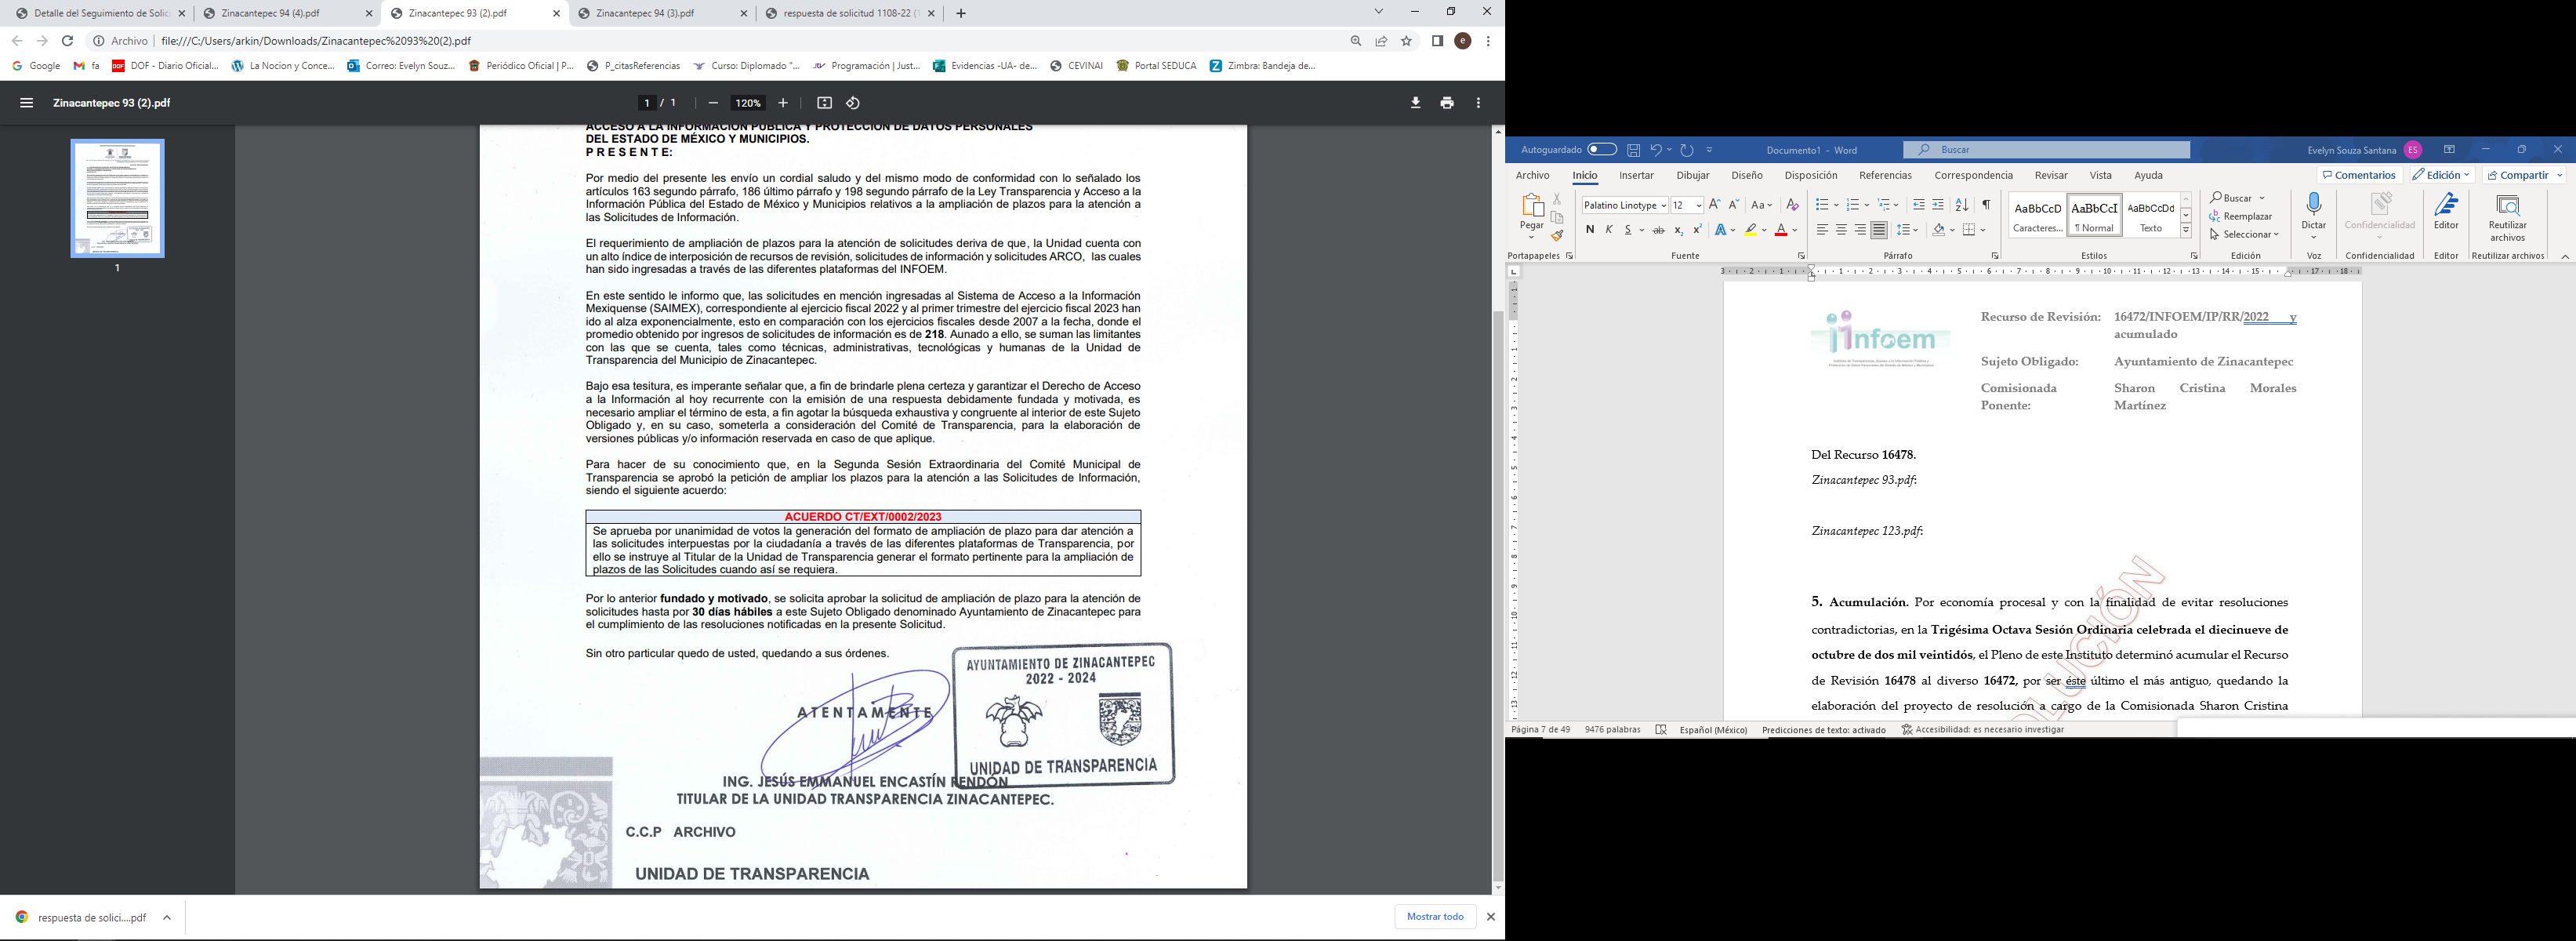 Detalle del Seguimiento de Solic
Zinacantepec 94 (4).pdf
Zinacantepec 93 (2).pdf
Zinacantepec 94 (3).pdf
respuesta de solicitud 1108-22 (
Archivo | file:///C:/Users/arkin/Downloads/Zinacantepec%2093%20(2).pdf
Google
fa
DOF - Diario Oficial...
La Nocion y Conce...
Correo: Evelyn Souz...
Periódico Oficial | P...
P_citasReferencias
Curso: Diplomado "...
Programación | Just...
Evidencias -UA- de...
CEVINAI
Portal SEDUCA
Zimbra: Bandeja de...
Zinacantepec 93 (2).pdf
1 / 1
120%
1
ACCESO A LA INFORMACIÓN PÚBLICA Y PROTECCIÓN DE DATOS PERSONALES
DEL ESTADO DE MÉXICO Y MUNICIPIOS.
P R E S E N T E:
Por medio del presente les envío un cordial saludo y del mismo modo de conformidad con lo señalado los
artículos 163 segundo párrafo, 186 último párrafo y 198 segundo párrafo de la Ley Transparencia y Acceso a la
Información Pública del Estado de México y Municipios relativos a la ampliación de plazos para la atención a
las Solicitudes de Información.
El requerimiento de ampliación de plazos para la atención de solicitudes deriva de que, la Unidad cuenta con
un alto índice de interposición de recursos de revisión, solicitudes de información y solicitudes ARCO, las cuales
han sido ingresadas a través de las diferentes plataformas del INFOEM.
En este sentido le informo que, las solicitudes en mención ingresadas al Sistema de Acceso a la Información
Mexiquense (SAIMEX), correspondiente al ejercicio fiscal 2022 y al primer trimestre del ejercicio fiscal 2023 han
ido al alza exponencialmente, esto en comparación con los ejercicios fiscales desde 2007 a la fecha, donde el
promedio obtenido por ingresos de solicitudes de información es de 218. Aunado a ello, se suman las limitantes
con las que se cuenta, tales como técnicas, administrativas, tecnológicas y humanas de la Unidad de
Transparencia del Municipio de Zinacantepec.
Bajo esa tesitura, es imperante señalar que, a fin de brindarle plena certeza y garantizar el Derecho de Acceso
a la Información al hoy recurrente con la emisión de una respuesta debidamente fundada y motivada, es
necesario ampliar el término de esta, a fin agotar la búsqueda exhaustiva y congruente al interior de este Sujeto
Obligado y, en su caso, someterla a consideración del Comité de Transparencia, para la elaboración de
versiones públicas y/o información reservada en caso de que aplique.
Para hacer de su conocimiento que, en la Segunda Sesión Extraordinaria del Comité Municipal de
Transparencia se aprobó la petición de ampliar los plazos para la atención a las Solicitudes de Información,
siendo el siguiente acuerdo:
ACUERDO CT/EXT/0002/2023
Se aprueba por unanimidad de votos la generación del formato de ampliación de plazo para dar atención a
las solicitudes interpuestas por la ciudadanía a través de las diferentes plataformas de Transparencia, por
ello se instruye al Titular de la Unidad de Transparencia generar el formato pertinente para la ampliación de
plazos de las Solicitudes cuando así se requiera.
Por lo anterior fundado y motivado, se solicita aprobar la solicitud de ampliación de plazo para la atención de
solicitudes hasta por 30 días hábiles a este Sujeto Obligado denominado Ayuntamiento de Zinacantepec para
el cumplimiento de las resoluciones notificadas en la presente Solicitud.
Sin otro particular quedo de usted, quedando a sus órdenes.
AYUNTAMIENTO DE ZINACANTEPEC
2022 - 2024
UNIDAD DE TRANSPARENCIA
A T E N T A M E N T E
ING. JESÚS EMMANUEL ENCASTÍN RENDÓN
TITULAR DE LA UNIDAD TRANSPARENCIA ZINACANTEPEC.
C.C.P ARCHIVO
UNIDAD DE TRANSPARENCIA
respuesta de solici....pdf
Mostrar todo
Autoguardado
Documento1 - Word
Buscar
Evelyn Souza Santana ES
Archivo Inicio Insertar Dibujar Diseño Disposición Referencias Correspondencia Revisar Vista Ayuda
Comentarios Edición Compartir
Pegar
Palatino Linotype 12
AaBbCcD AaBbCcI AaBbCcDd
Caracteres... ¶ Normal Texto
Buscar
Reemplazar
Seleccionar
Dictar
Confidencialidad
Editor
Reutilizar archivos
Portapapeles Fuente Párrafo Estilos Edición Voz Confidencialidad Editor Reutilizar archivos
infoem
Recurso de Revisión: 16472/INFOEM/IP/RR/2022 y
acumulado
Sujeto Obligado: Ayuntamiento de Zinacantepec
Comisionada Sharon Cristina Morales
Ponente: Martínez
Del Recurso 16478.
Zinacantepec 93.pdf:
Zinacantepec 123.pdf:
5. Acumulación. Por economía procesal y con la finalidad de evitar resoluciones
contradictorias, en la Trigésima Octava Sesión Ordinaria celebrada el diecinueve de
octubre de dos mil veintidós, el Pleno de este Instituto determinó acumular el Recurso
de Revisión 16478 al diverso 16472, por ser éste último el más antiguo, quedando la
elaboración del proyecto de resolución a cargo de la Comisionada Sharon Cristina
Página 7 de 49 9476 palabras Español (México) Predicciones de texto: activado Accesibilidad: es necesario investigar